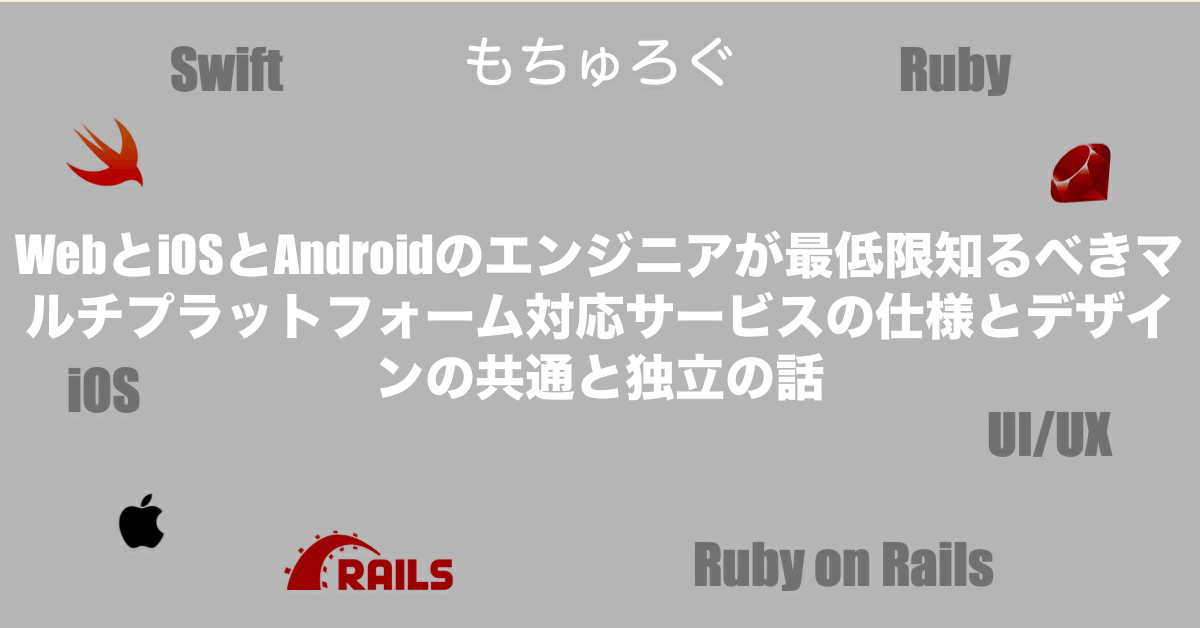 Swift
もちゅろぐ
Ruby
WebとiOSとAndroidのエンジニアが最低限知るべきマ
ルチプラットフォーム対応サービスの仕様とデザイ
ンの共通と独立の話
iOS
UI/UX
RAILS
Ruby on Rails